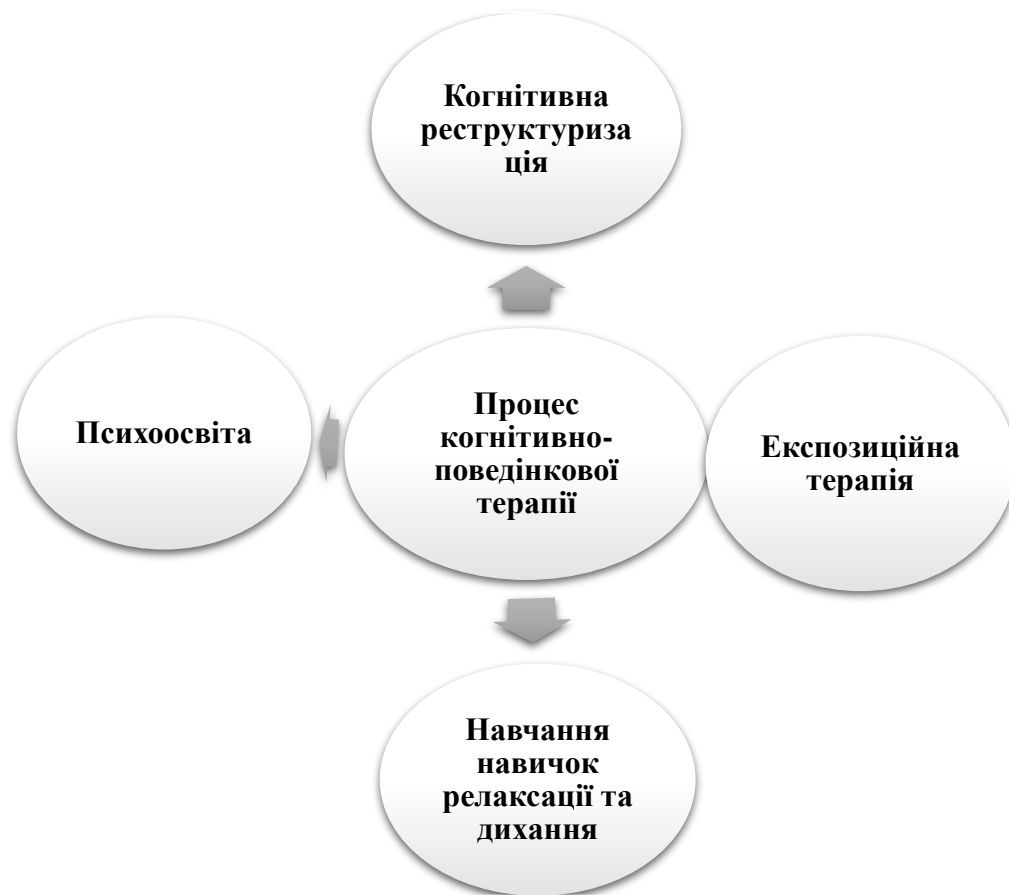 Когнітивна
реструктуриза
ція
Психоосвіта
Процес
когнітивно-
поведінкової
терапії
Експозиційна
терапія
Навчання
навичок
релаксації та
дихання